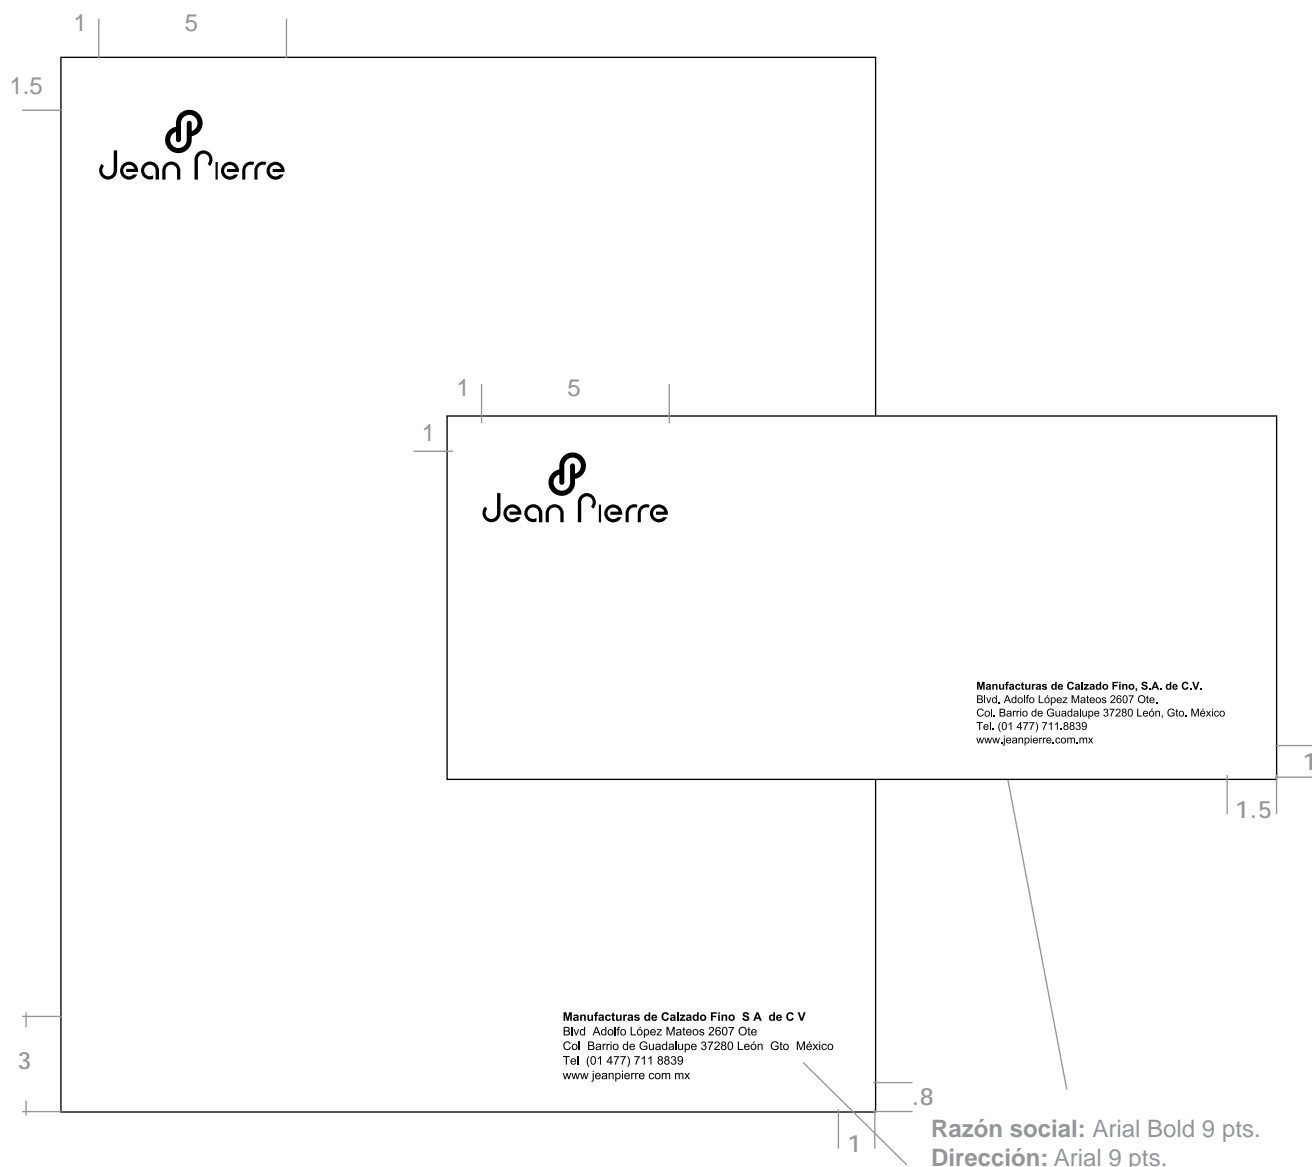 1 5
1.5
Jean Pierre
1 5
1
Jean Pierre
Manufacturas de Calzado Fino, S.A. de C.V.
Blvd. Adolfo López Mateos 2607 Ote.
Col. Barrio de Guadalupe 37280 León, Gto. México
Tel. (01 477) 711.8839
www.jeanpierre.com.mx
1
1.5
Manufacturas de Calzado Fino S A de C V
Blvd Adolfo López Mateos 2607 Ote
Col Barrio de Guadalupe 37280 León Gto México
Tel (01 477) 711 8839
www jeanpierre com mx
3
.8
1
Razón social: Arial Bold 9 pts.
Dirección: Arial 9 pts.